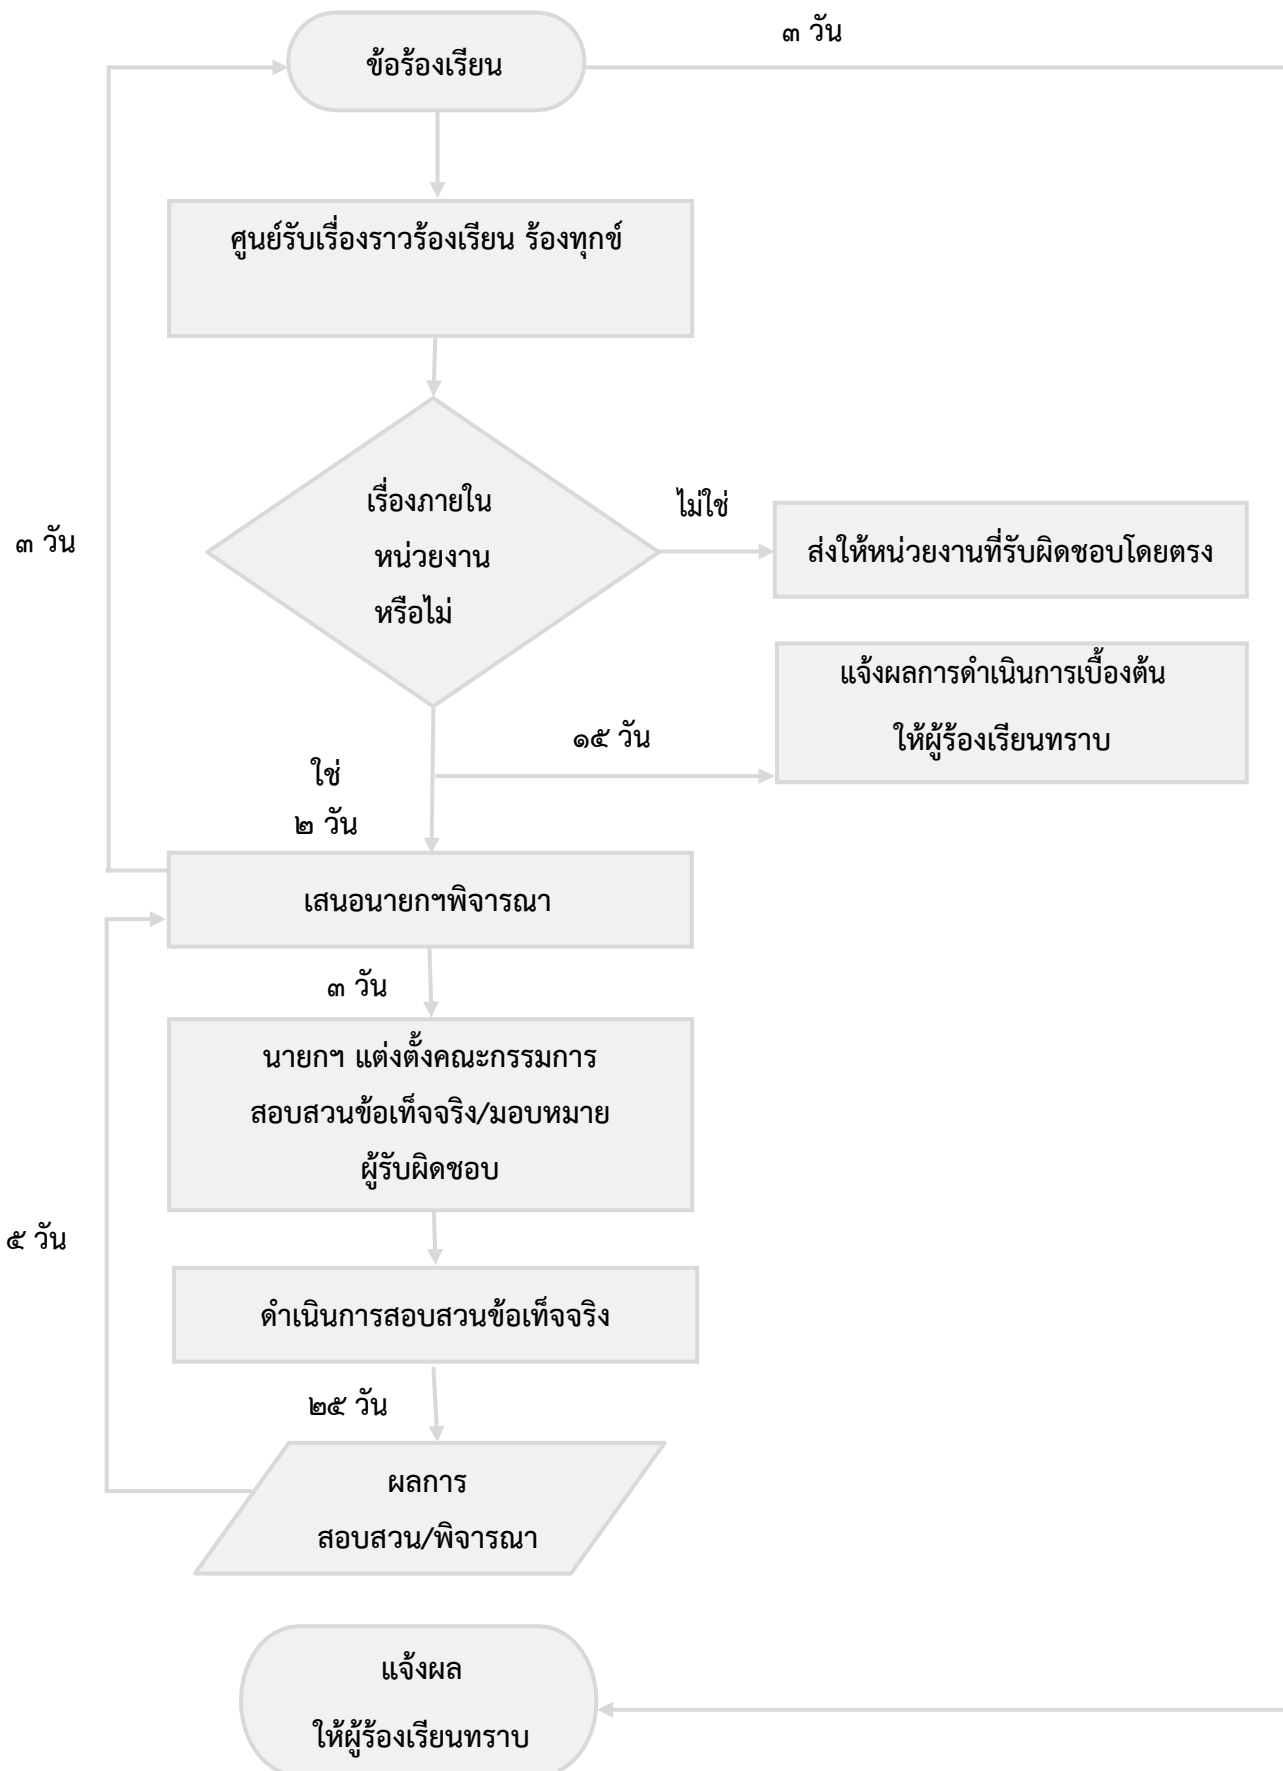 ๓ วัน
ข้อร้องเรียน
ศูนย์รับเรื่องราวร้องเรียน ร้องทุกข์
เรื่องภายใน
หน่วยงาน
หรือไม่
ไม่ใช่
ส่งให้หน่วยงานที่รับผิดชอบโดยตรง
๓ วัน
แจ้งผลการดำเนินการเบื้องต้น
ให้ผู้ร้องเรียนทราบ
๑๕ วัน
ใช่
๒ วัน
เสนอนายกฯพิจารณา
๓ วัน
นายกฯ แต่งตั้งคณะกรรมการ
สอบสวนข้อเท็จจริง/มอบหมาย
ผู้รับผิดชอบ
๕ วัน
ดำเนินการสอบสวนข้อเท็จจริง
๒๕ วัน
ผลการ
สอบสวน/พิจารณา
แจ้งผล
ให้ผู้ร้องเรียนทราบ